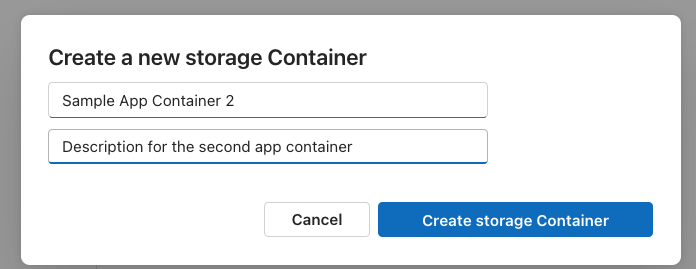 Create a new storage Container
Sample App Container 2
Description for the second app container
Cancel
Create storage Container